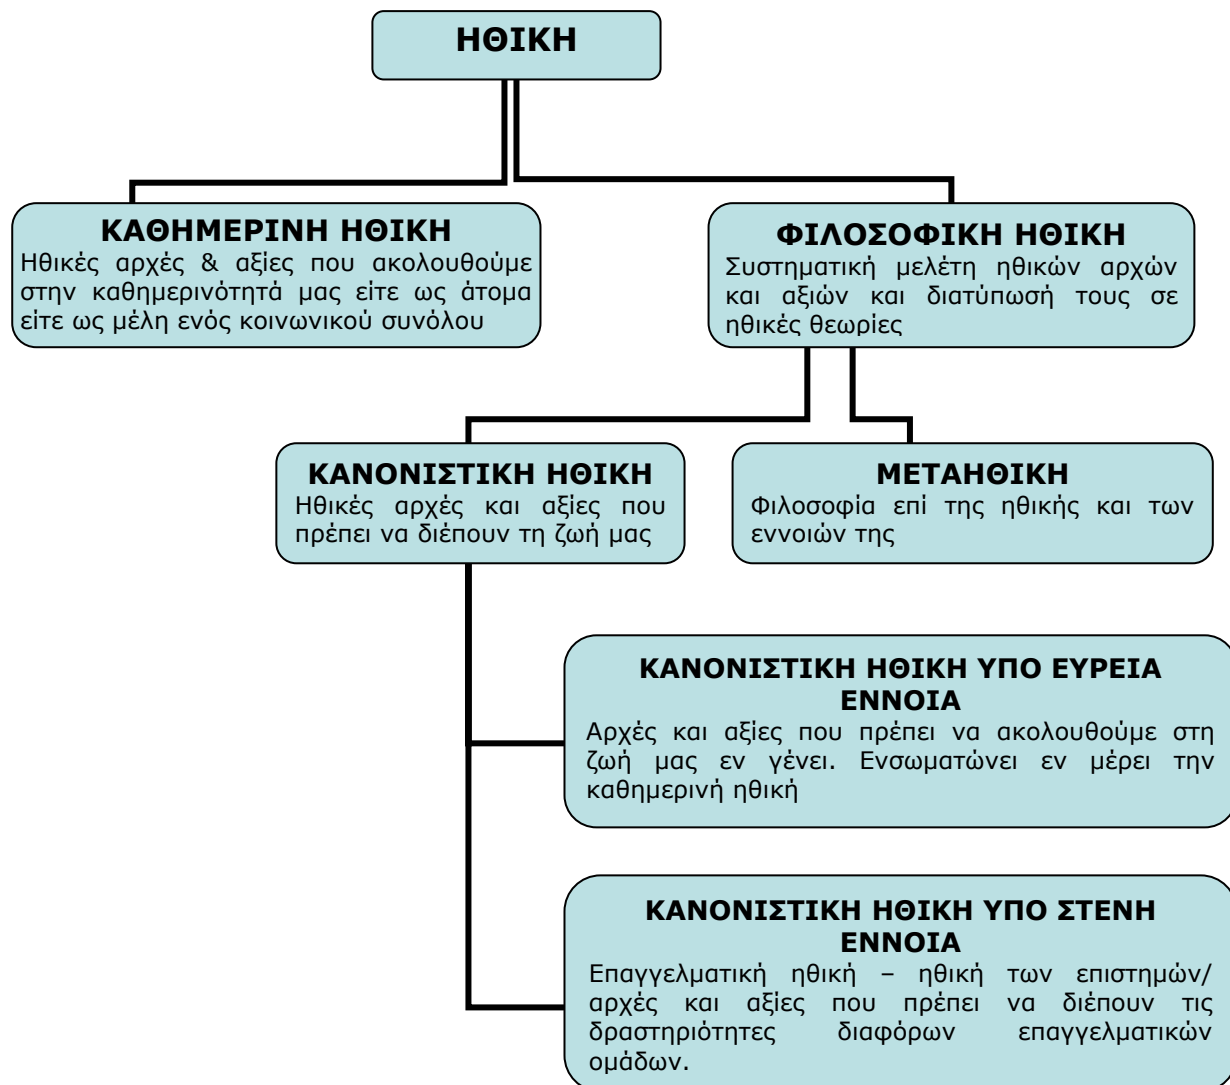 ΗΘΙΚΗ
ΚΑΘΗΜΕΡΙΝΗ ΗΘΙΚΗ
Ηθικές αρχές & αξίες που ακολουθούμε
στην καθημερινότητά μας είτε ως άτομα
είτε ως μέλη ενός κοινωνικού συνόλου
ΦΙΛΟΣΟΦΙΚΗ ΗΘΙΚΗ
Συστηματική μελέτη ηθικών αρχών
και αξιών και διατύπωσή τους σε
ηθικές θεωρίες
ΚΑΝΟΝΙΣΤΙΚΗ ΗΘΙΚΗ
Ηθικές αρχές και αξίες που
πρέπει να διέπουν τη ζωή μας
ΜΕΤΑΗΘΙΚΗ
Φιλοσοφία επί της ηθικής και των
εννοιών της
ΚΑΝΟΝΙΣΤΙΚΗ ΗΘΙΚΗ ΥΠΟ ΕΥΡΕΙΑ
ΕΝΝΟΙΑ
Αρχές και αξίες που πρέπει να ακολουθούμε στη
ζωή μας εν γένει. Ενσωματώνει εν μέρει την
καθημερινή ηθική
ΚΑΝΟΝΙΣΤΙΚΗ ΗΘΙΚΗ ΥΠΟ ΣΤΕΝΗ
ΕΝΝΟΙΑ
Επαγγελματική ηθική – ηθική των επιστημών/
αρχές και αξίες που πρέπει να διέπουν τις
δραστηριότητες διαφόρων επαγγελματικών
ομάδων.